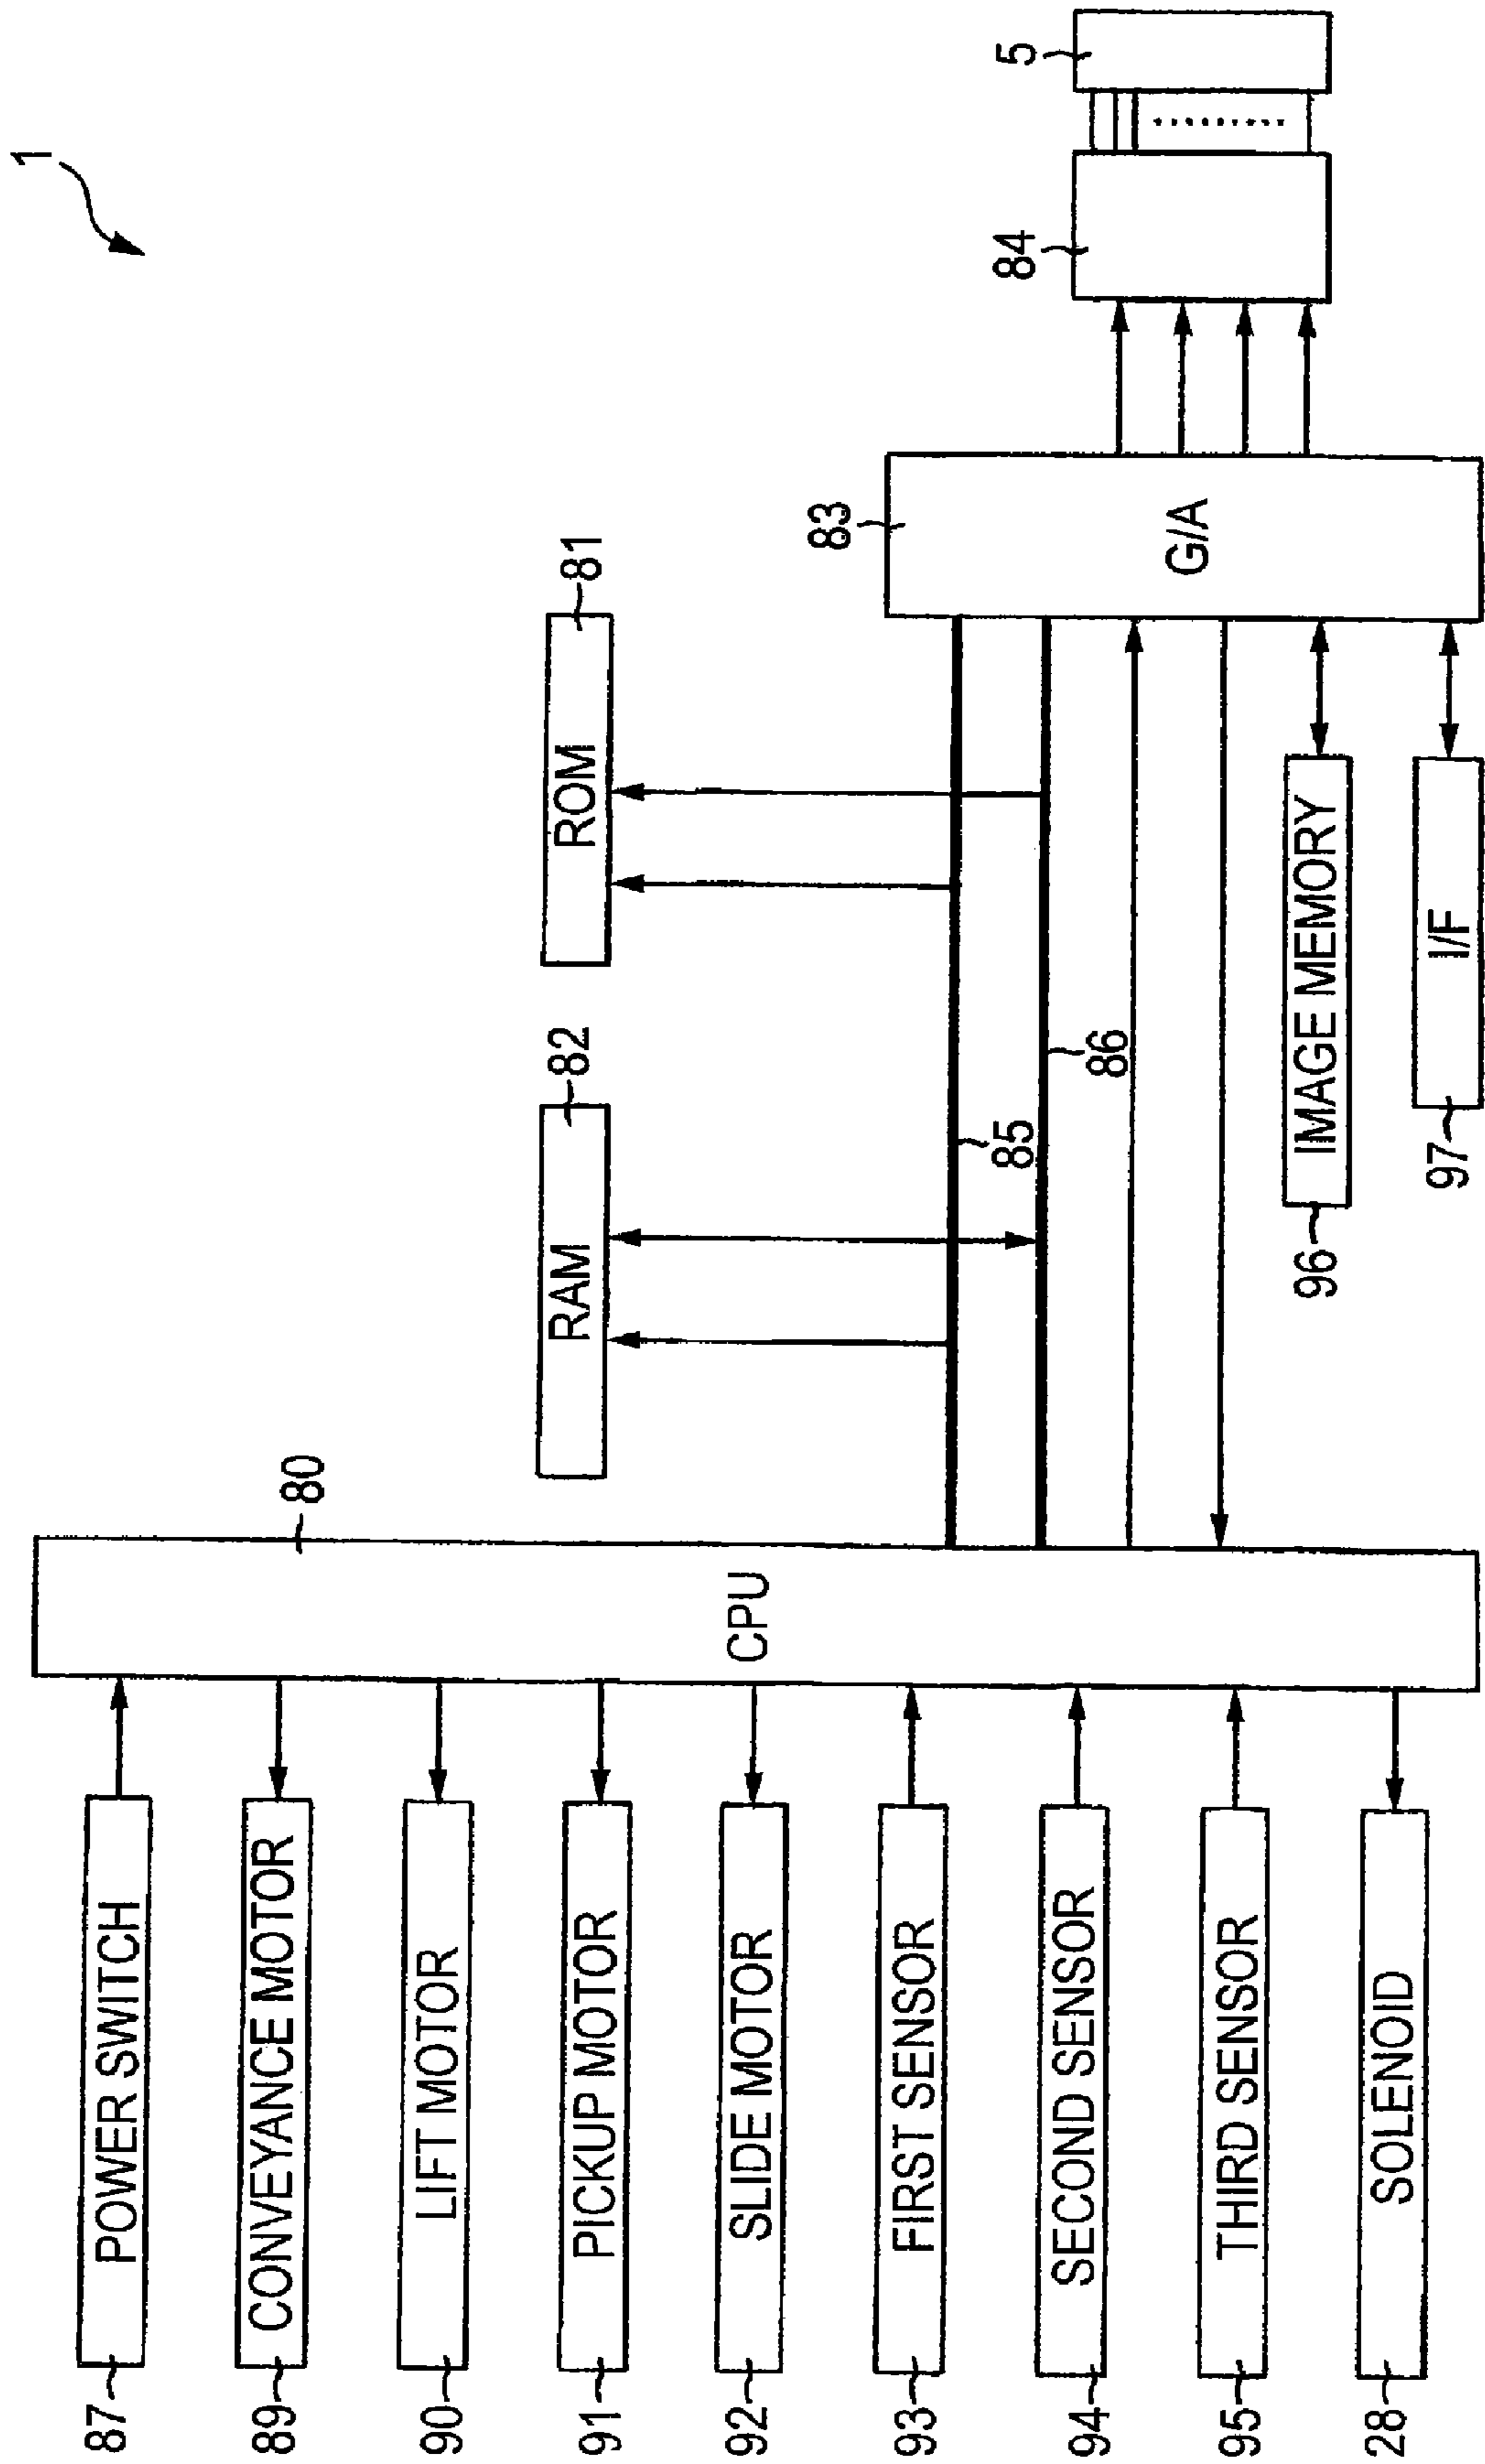 1
87
POWER SWITCH
89
CONVEYANCE MOTOR
90
LIFT MOTOR
91
PICKUP MOTOR
92
SLIDE MOTOR
93
FIRST SENSOR
94
SECOND SENSOR
95
THIRD SENSOR
28
SOLENOID
80
CPU
82
RAM
81
ROM
85
86
83
G/A
96
IMAGE MEMORY
97
I/F
84
5